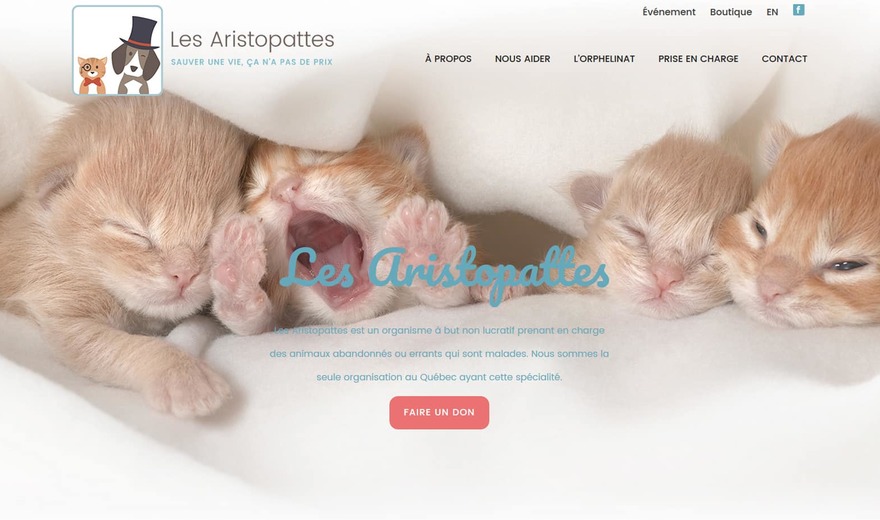 Événement Boutique EN
Les Aristopattes
SAUVER UNE VIE, ÇA N'A PAS DE PRIX
À PROPOS NOUS AIDER L'ORPHELINAT PRISE EN CHARGE CONTACT
Les Aristopattes
Les Aristopattes est un organisme à but non lucratif prenant en charge
des animaux abandonnés ou errants qui sont malades. Nous sommes la
seule organisation au Québec ayant cette spécialité.
FAIRE UN DON